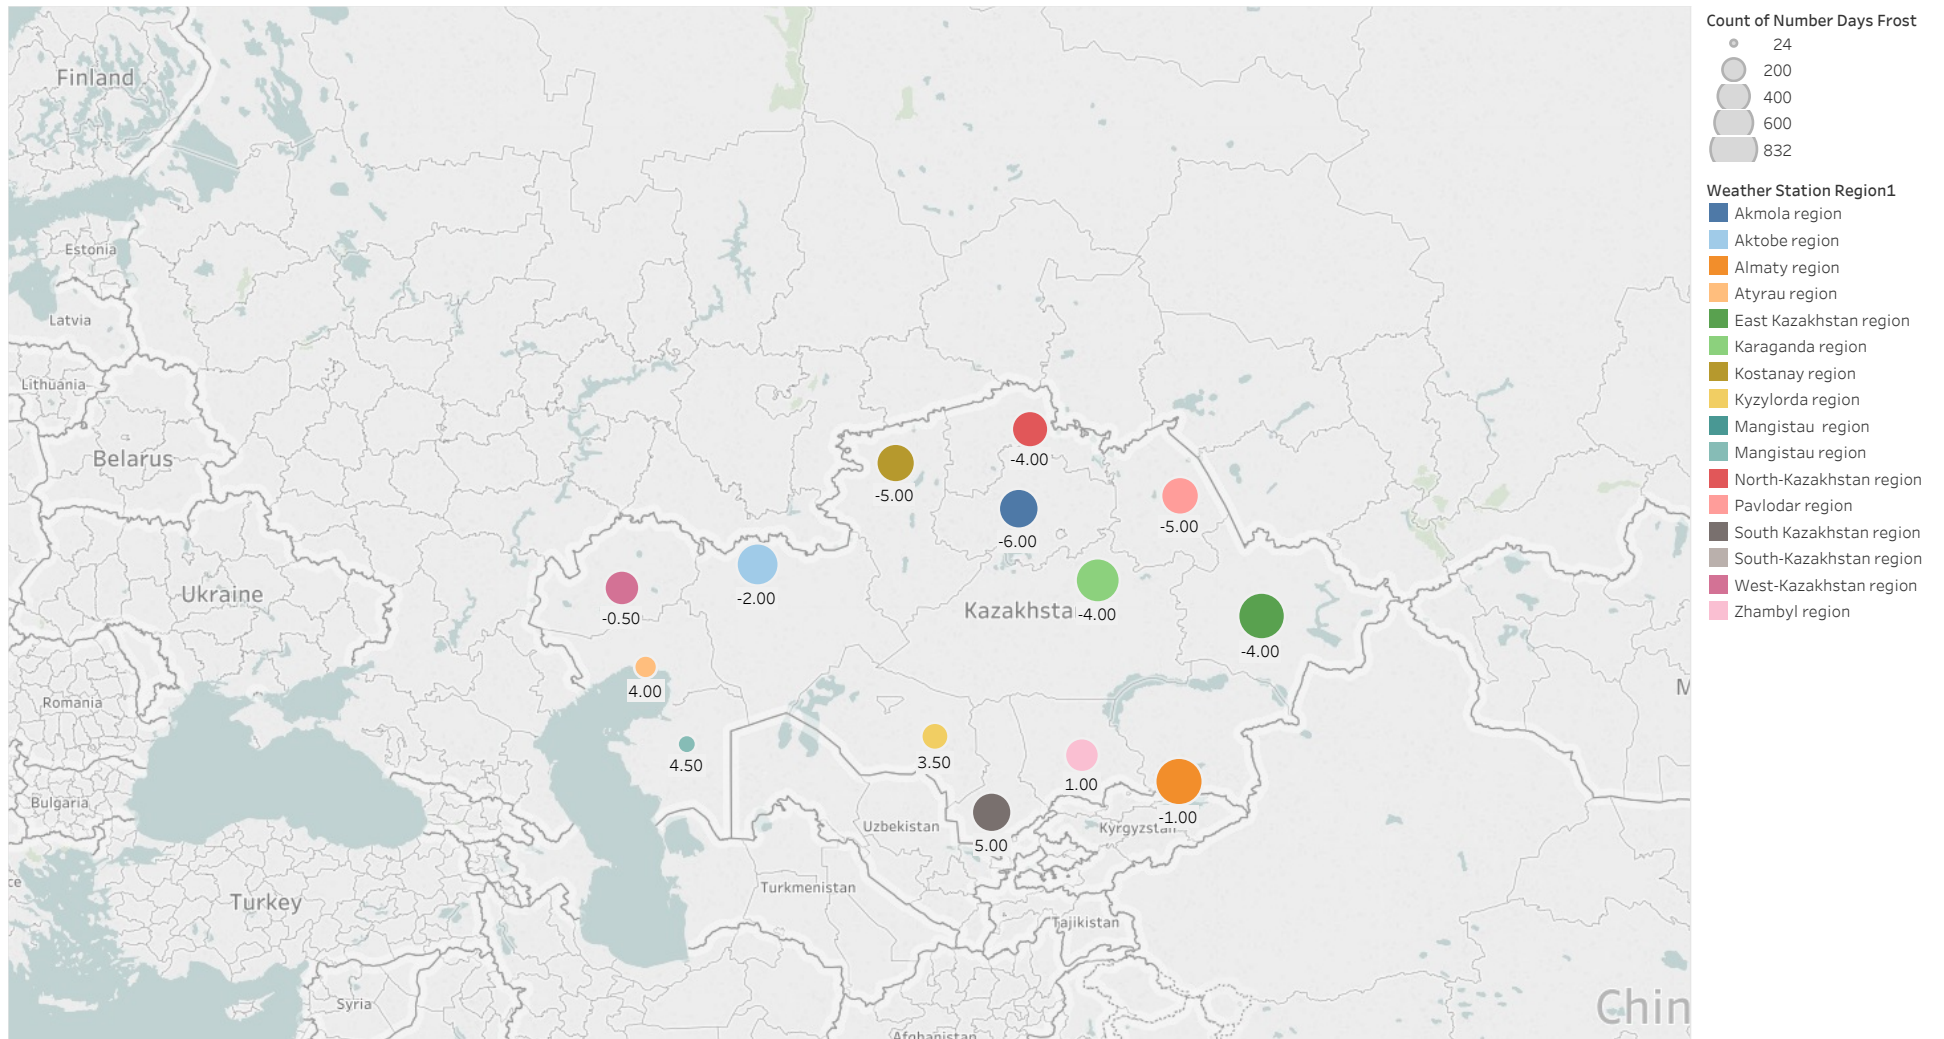 Finland
Estonia
Latvia
Lithuania
Belarus
Ukraine
Romania
Bulgaria
ce
Turkey
Syria
-4.00
-5.00
-5.00
-6.00
-2.00
-0.50
Kazakhsta
-4.00
-4.00
4.00
M
4.50
3.50
1.00
-1.00
Uzbekistan
Kyrgyzstan
5.00
Turkmenistan
Tajikistan
Chin
Afghanistan
Count of Number Days Frost
24
200
400
600
832
Weather Station Region1
Akmola region
Aktobe region
Almaty region
Atyrau region
East Kazakhstan region
Karaganda region
Kostanay region
Kyzylorda region
Mangistau  region
Mangistau region
North-Kazakhstan region
Pavlodar region
South Kazakhstan region
South-Kazakhstan region
West-Kazakhstan region
Zhambyl region